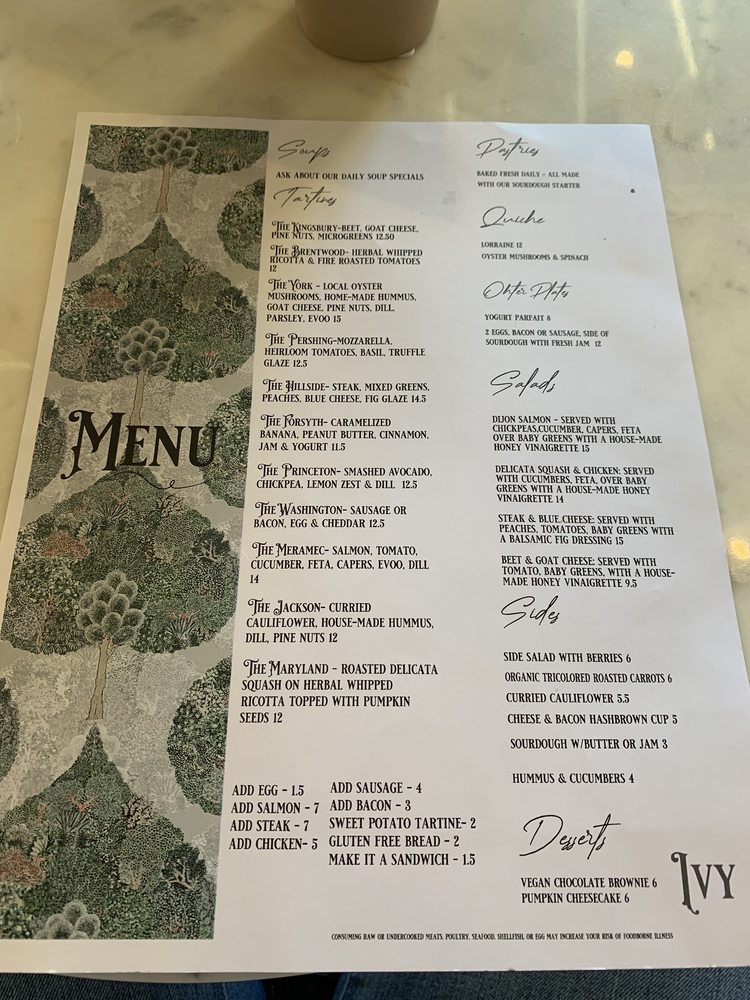 Menu
Soups
Ask about our daily soup specials
Tartines
The Kingsbury-Beet, goat cheese,
pine nuts, microgreens 12.50
The Brentwood- Herbal whipped
ricotta & fire roasted tomatoes
12
The York - Local oyster
mushrooms, home-made hummus,
goat cheese, pine nuts, dill,
parsley, evoo 15
The Pershing-Mozzarella,
heirloom tomatoes, basil, truffle
glaze 12.5
The Hillside- Steak, mixed greens,
peaches, blue cheese, fig glaze 14.5
The Forsyth- Caramelized
banana, peanut butter, cinnamon,
jam & yogurt 11.5
The Princeton- Smashed avocado,
chickpea, lemon zest & dill 12.5
The Washington- Sausage or
bacon, egg & cheddar 12.5
The Meramec- Salmon, tomato,
cucumber, feta, capers, evoo, dill
14
The Jackson- Curried
cauliflower, house-made hummus,
dill, pine nuts 12
The Maryland - Roasted delicata
squash on herbal whipped
ricotta topped with pumpkin
seeds 12
Add egg - 1.5
Add salmon - 7
Add steak - 7
Add chicken- 5
Add sausage - 4
Add bacon - 3
Sweet potato tartine- 2
Gluten free bread - 2
Make it a sandwich - 1.5
Pastries
Baked fresh daily - all made
with our sourdough starter
Quiche
Lorraine 12
Oyster mushrooms & spinach
Ohter Plates
Yogurt parfait 8
2 eggs, bacon or sausage, side of
sourdough with fresh jam 12
Salads
Dijon salmon - served with
chickpeas,cucumber, capers, feta
over baby greens with a house-made
honey vinaigrette 15
Delicata squash & chicken: served
with cucumbers, feta, over baby
greens with a house-made honey
vinaigrette 14
Steak & blue.cheese: served with
peaches, tomatoes, baby greens with
a balsamic fig dressing 15
Beet & goat cheese: served with
tomato, baby greens, with a house-
made honey vinaigrette 9.5
Sides
Side salad with berries 6
Organic tricolored roasted carrots 6
Curried cauliflower 5.5
Cheese & bacon hashbrown cup 5
Sourdough w/butter or jam 3
Hummus & cucumbers 4
Desserts
Vegan chocolate brownie 6
Pumpkin cheesecake 6
Ivy
Consuming raw or undercooked meats, poultry, seafood, shellfish, or egg may increase your risk of foodborne illness